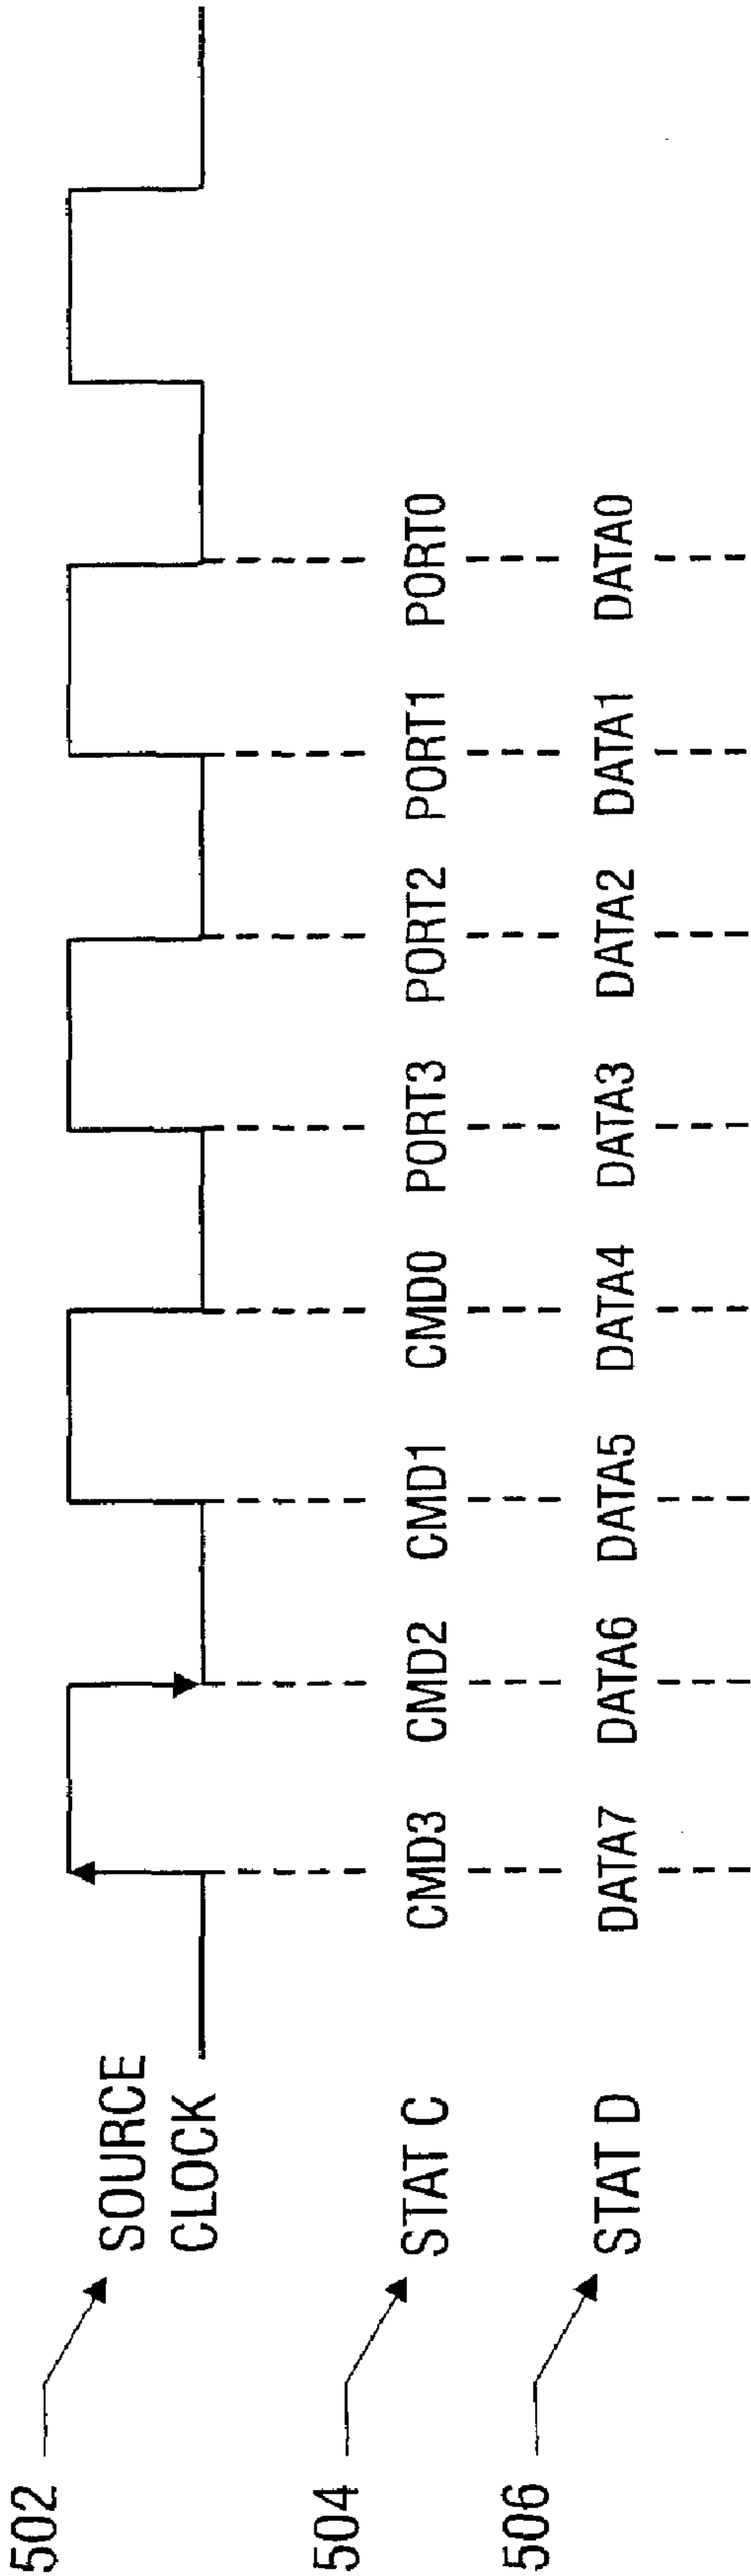 502
SOURCE
CLOCK
504
STAT C CMD3 CMD2 CMD1 CMD0 PORT3 PORT2 PORT1 PORT0
506
STAT D DATA7 DATA6 DATA5 DATA4 DATA3 DATA2 DATA1 DATA0